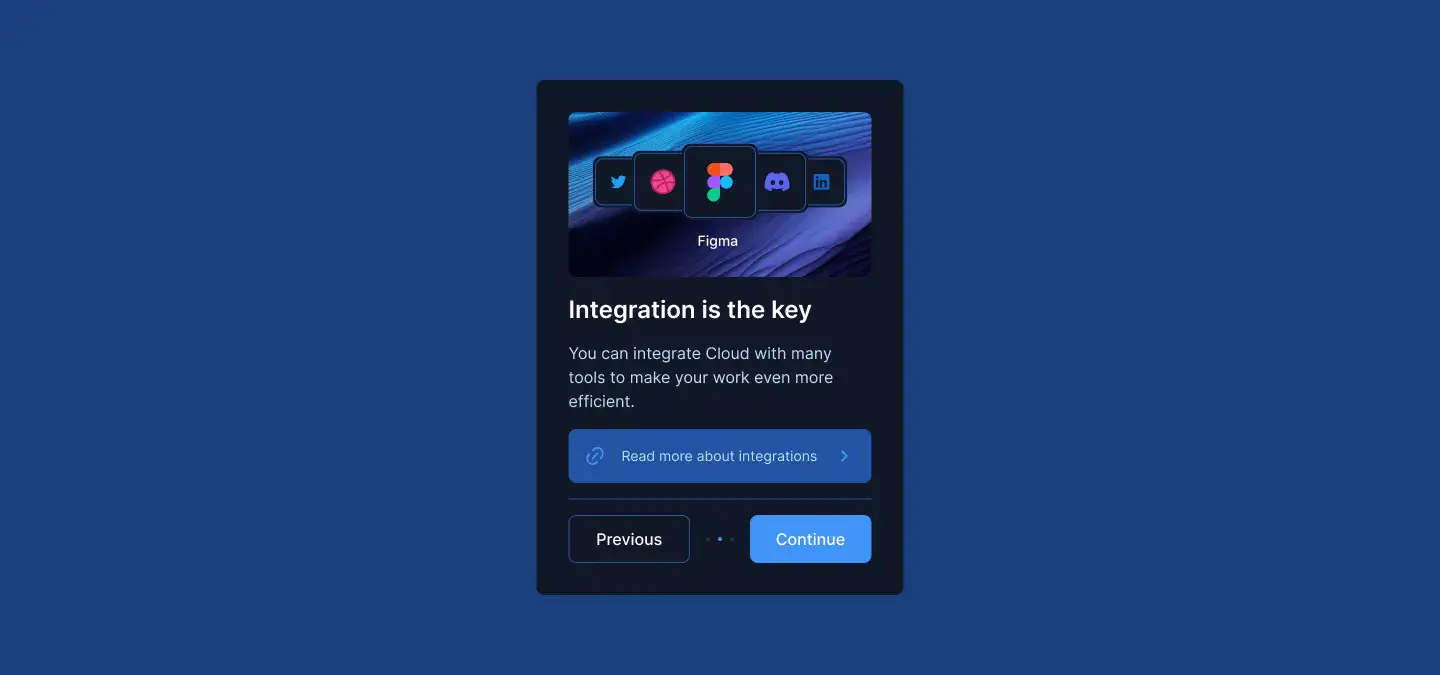 Figma
Integration is the key
You can integrate Cloud with many
tools to make your work even more
efficient.
Read more about integrations
Previous
Continue